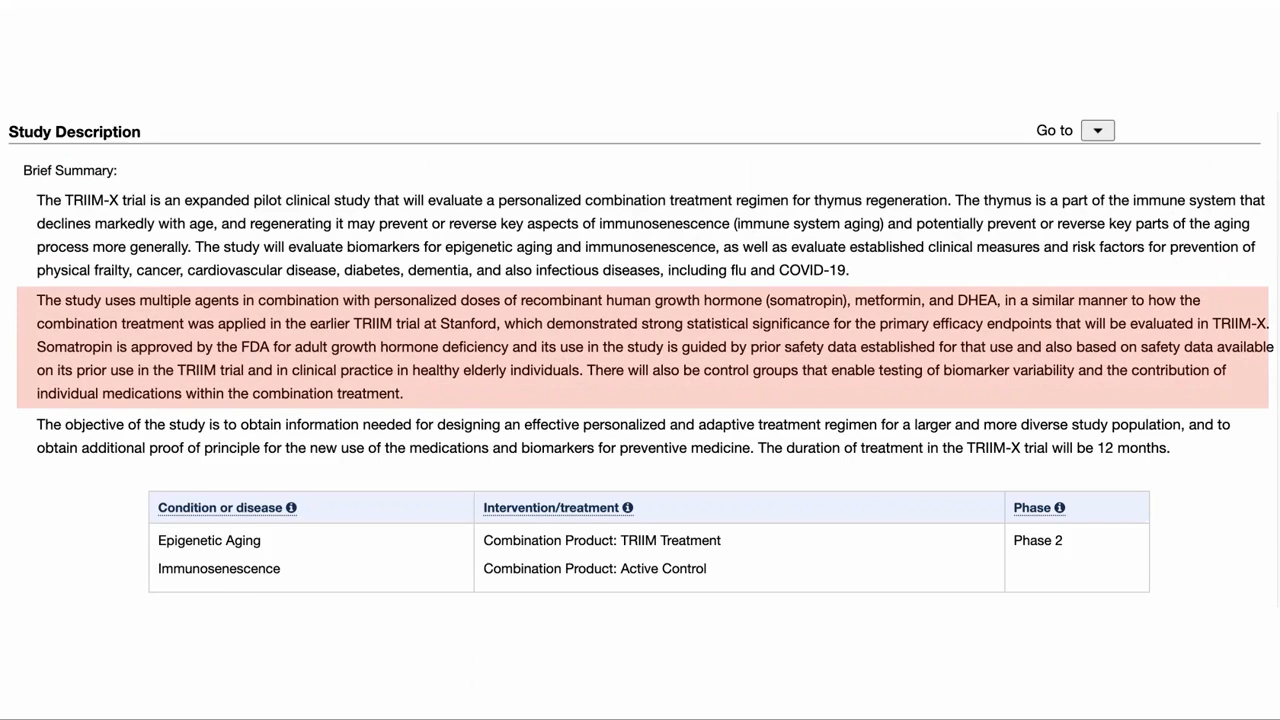 Study Description
Go to
Brief Summary:
The TRIIM-X trial is an expanded pilot clinical study that will evaluate a personalized combination treatment regimen for thymus regeneration. The thymus is a part of the immune system that
declines markedly with age, and regenerating it may prevent or reverse key aspects of immunosenescence (immune system aging) and potentially prevent or reverse key parts of the aging
process more generally. The study will evaluate biomarkers for epigenetic aging and immunosenescence, as well as evaluate established clinical measures and risk factors for prevention of
physical frailty, cancer, cardiovascular disease, diabetes, dementia, and also infectious diseases, including flu and COVID-19.
The study uses multiple agents in combination with personalized doses of recombinant human growth hormone (somatropin), metformin, and DHEA, in a similar manner to how the
combination treatment was applied in the earlier TRIIM trial at Stanford, which demonstrated strong statistical significance for the primary efficacy endpoints that will be evaluated in TRIIM-X.
Somatropin is approved by the FDA for adult growth hormone deficiency and its use in the study is guided by prior safety data established for that use and also based on safety data available
on its prior use in the TRIIM trial and in clinical practice in healthy elderly individuals. There will also be control groups that enable testing of biomarker variability and the contribution of
individual medications within the combination treatment.
The objective of the study is to obtain information needed for designing an effective personalized and adaptive treatment regimen for a larger and more diverse study population, and to
obtain additional proof of principle for the new use of the medications and biomarkers for preventive medicine. The duration of treatment in the TRIIM-X trial will be 12 months.
Condition or disease Intervention/treatment Phase
Epigenetic Aging Combination Product: TRIIM Treatment Phase 2
Immunosenescence Combination Product: Active Control